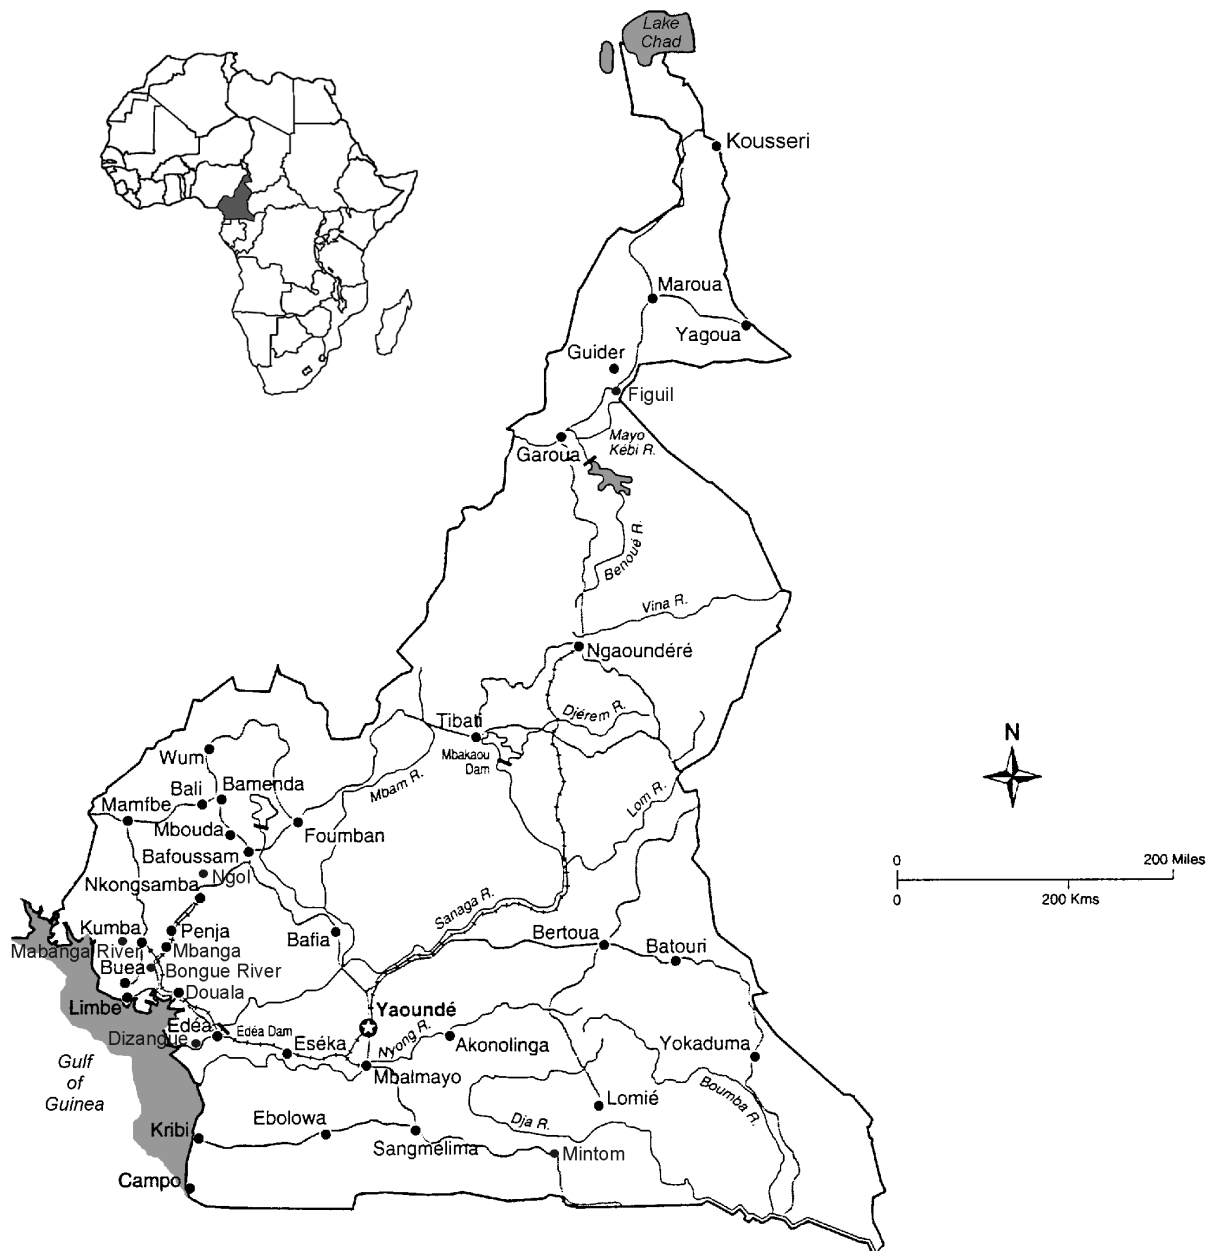 Lake
Chad
Kousseri
Maroua
Yagoua
Guider
Figuil
Mayo
Kébi R.
Garoua
Benoué R.
Vina R.
Ngaoundéré
Djérem R.
Tibati
Mbakaou
Dam
N
Wum
Mbam R.
Lom R.
Bali
Bamenda
Mamfbe
Mbouda
Foumban
Bafoussam
0
200 Miles
200 Kms
Ngol
Nkongsamba
Sanaga R.
Kumba
Penja
Bafia
Bertoua
Batouri
Mabanga River
Mbanga
Buea
Bongue River
Douala
Limbe
Yaoundé
Edéa
Edéa Dam
Dizangue
Eséka
Nyong R.
Akonolinga
Yokaduma
Gulf
of
Guinea
Mbalmayo
Boumba R.
Lomié
Ebolowa
Dja R.
Kribi
Sangmelima
Mintom
Campo